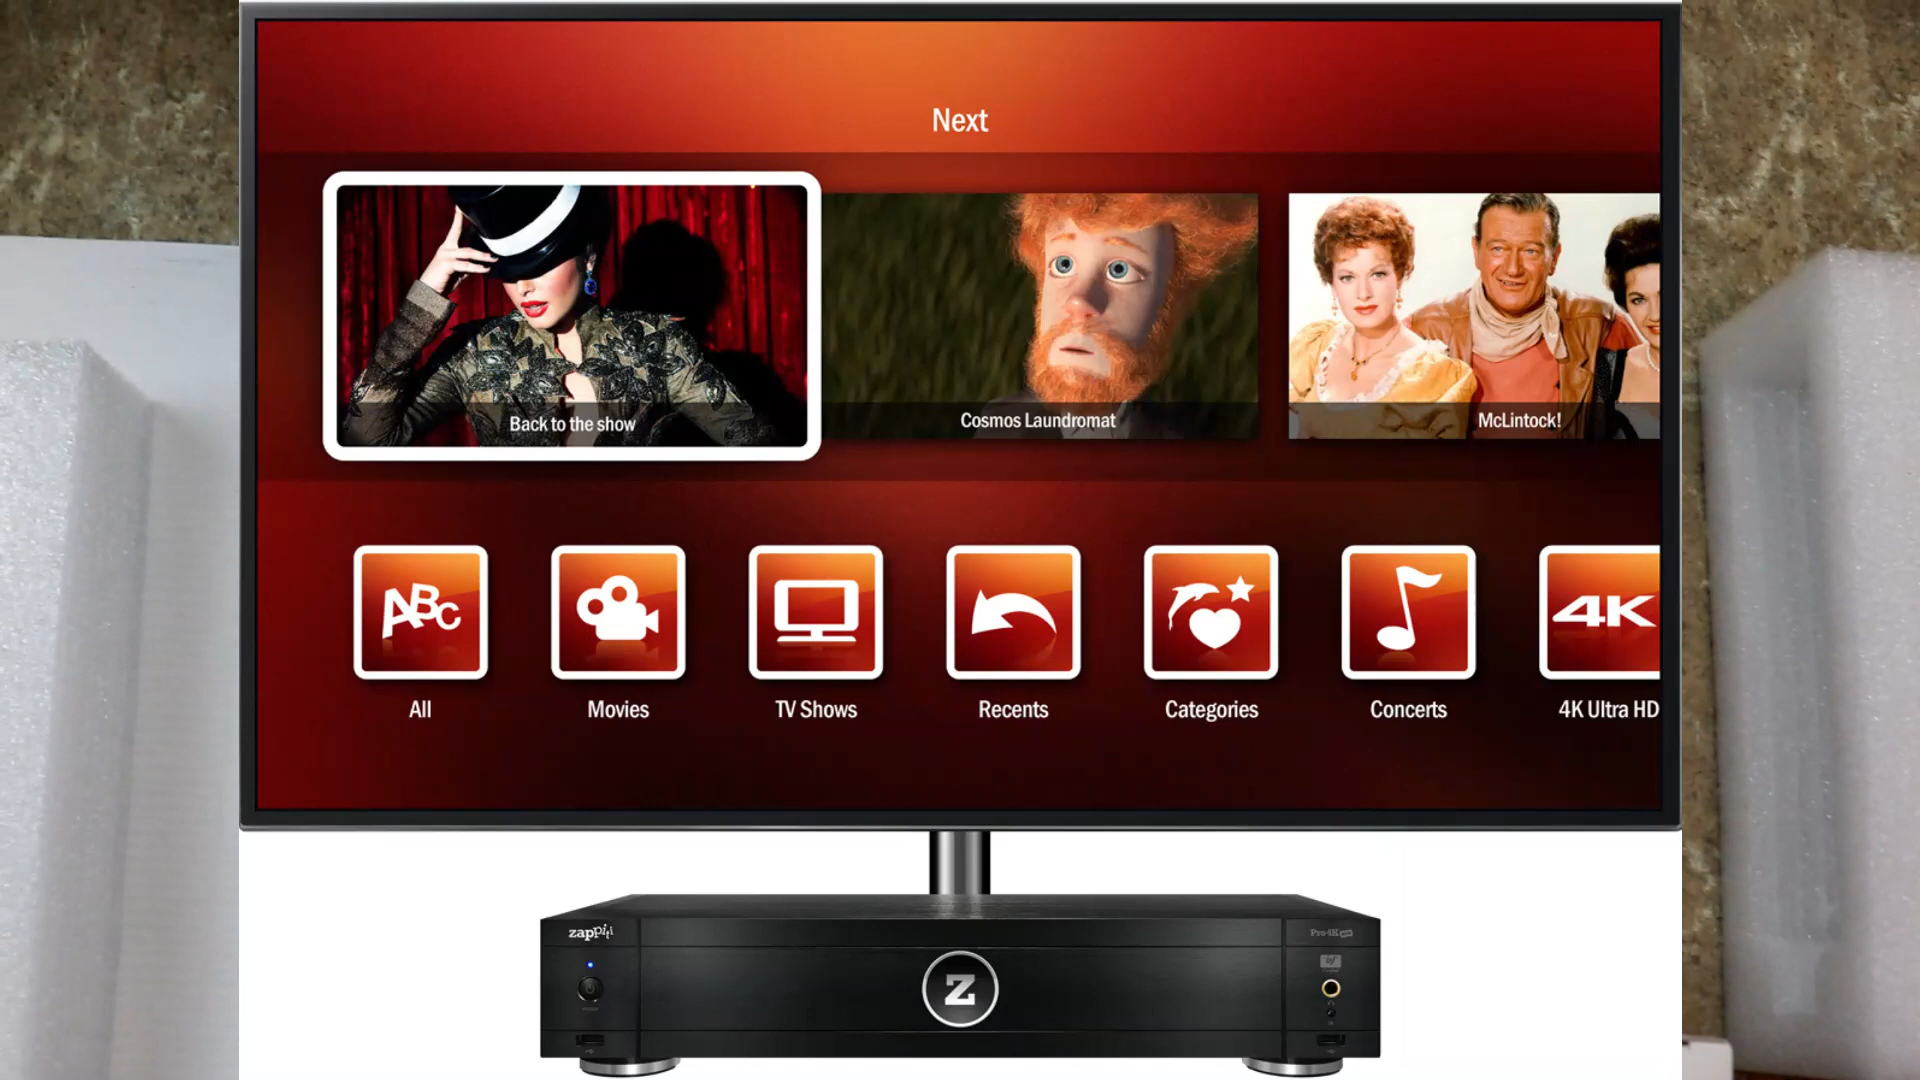 Next
Back to the show
Cosmos Laundromat
McLintock!
ABC
4K
All
Movies
TV Shows
Recents
Categories
Concerts
4K Ultra HD
zappiti
Pro4K
Z